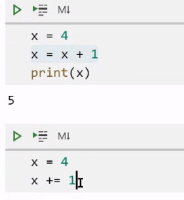 M↓
x = 4
x = x + 1
print(x)
5
M↓
x = 4
x += 1